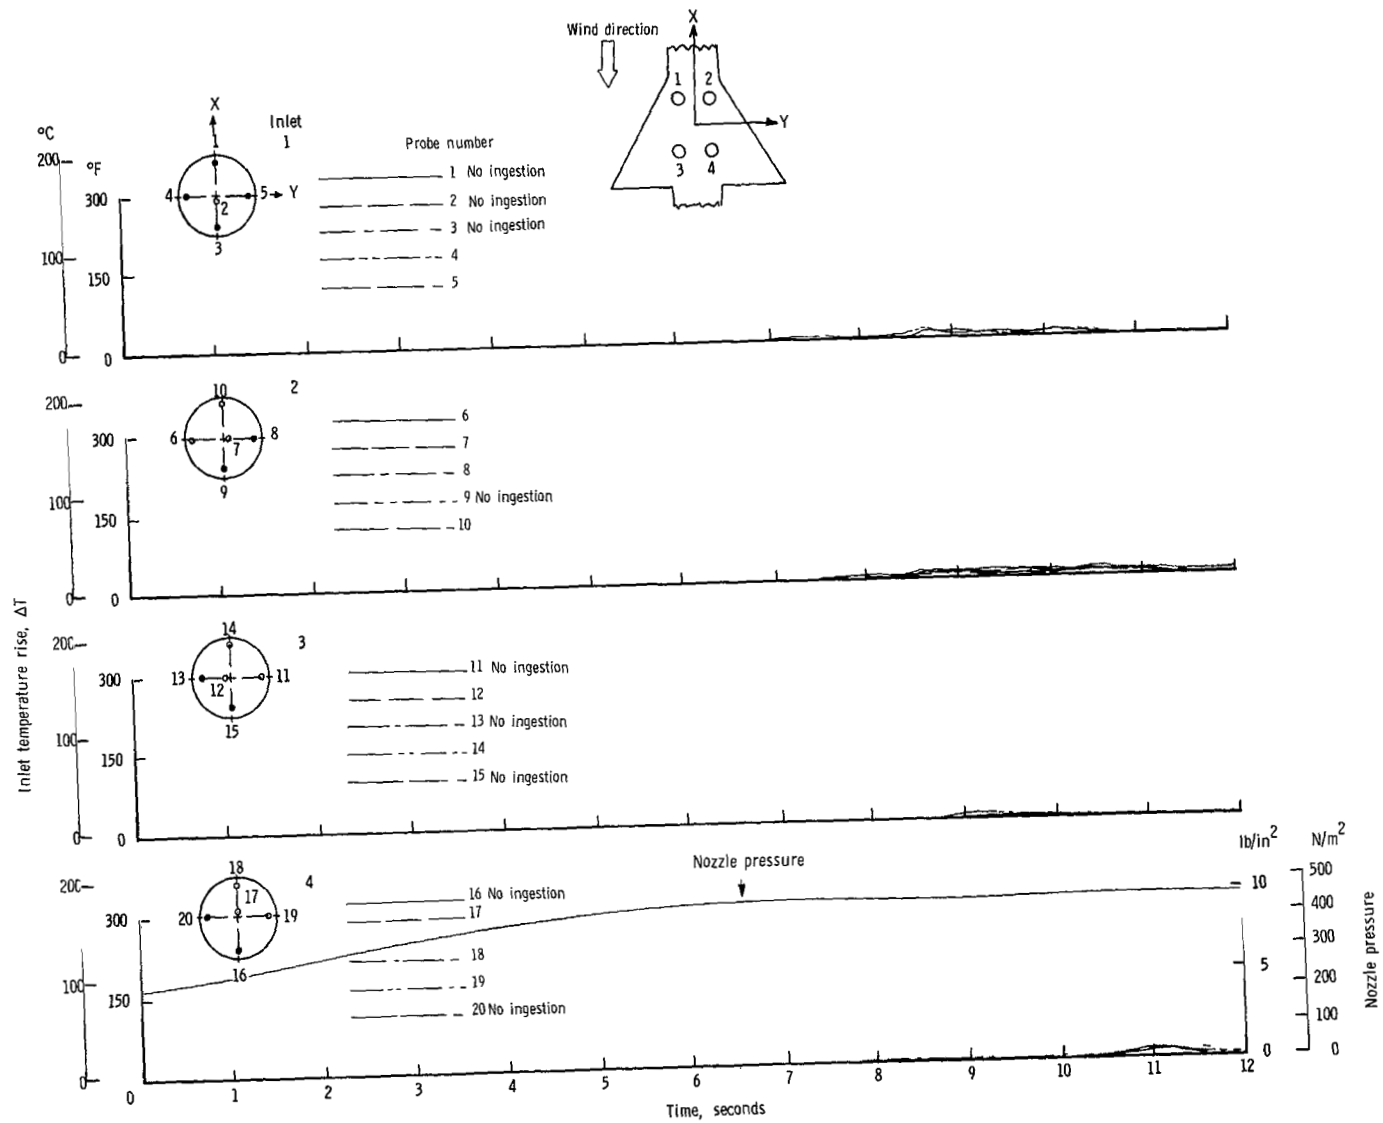 Wind direction
X
1 2
Y
3 4
Inlet
1
X
1
4 5 Y
2
3
°C
200
100
0
°F
300
150
0
Probe number
1 No ingestion
2 No ingestion
3 No ingestion
4
5
2
10
6 8
7
9
200
100
0
300
150
0
6
7
8
9 No ingestion
10
3
14
13 11
12
15
200
100
0
300
150
0
11 No ingestion
12
13 No ingestion
14
15 No ingestion
Inlet temperature rise, ΔT
4
18
17
20 19
16
200
100
0
300
150
0
16 No ingestion
17
18
19
20 No ingestion
Nozzle pressure
lb/in²
10
5
0
N/m²
500
400
300
200
100
0
Nozzle pressure
1 2 3 4 5 6 7 8 9 10 11 12
Time, seconds